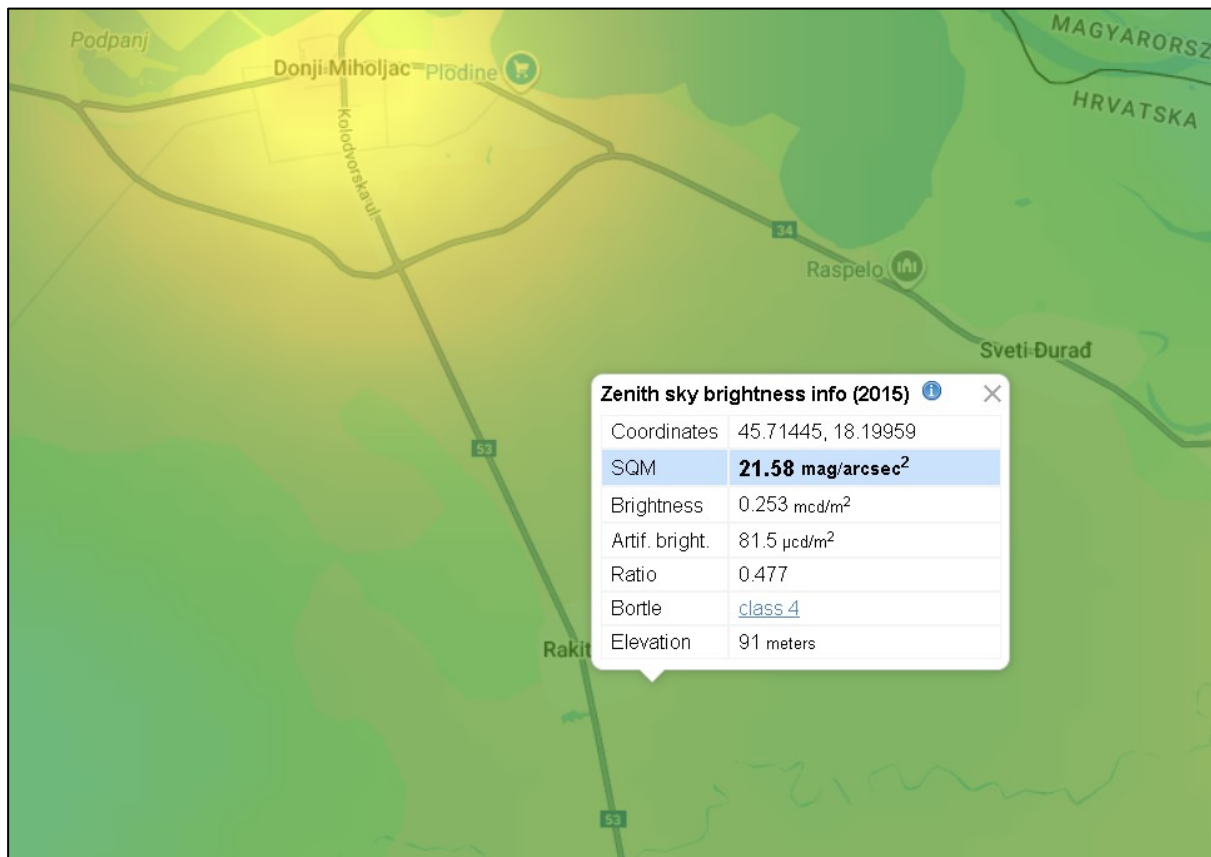 Podpanj
Donji Miholjac
Plodine
MAGYARORSZ
HRVATSKA
Kolodvorska ul.
34
Raspelo
Sveti Đurađ
53
Zenith sky brightness info (2015)
Coordinates 45.71445, 18.19959
SQM 21.58 mag/arcsec²
Brightness 0.253 mcd/m²
Artif. bright. 81.5 µcd/m²
Ratio 0.477
Bortle class 4
Elevation 91 meters
Rakit
53